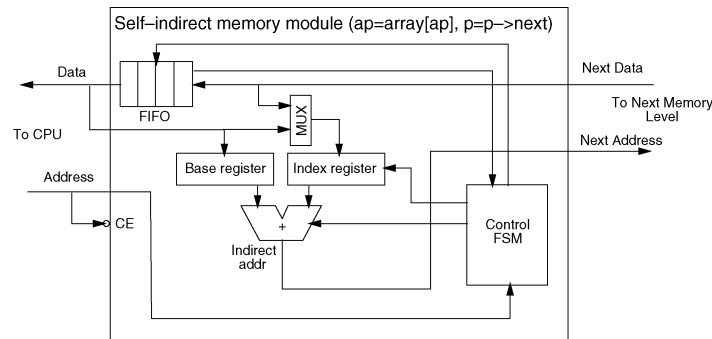 Self–indirect memory module (ap=array[ap], p=p–>next)
Data
Next Data
FIFO
To Next Memory
Level
To CPU
MUX
Next Address
Base register
Index register
Address
CE
+
Control
FSM
Indirect
addr